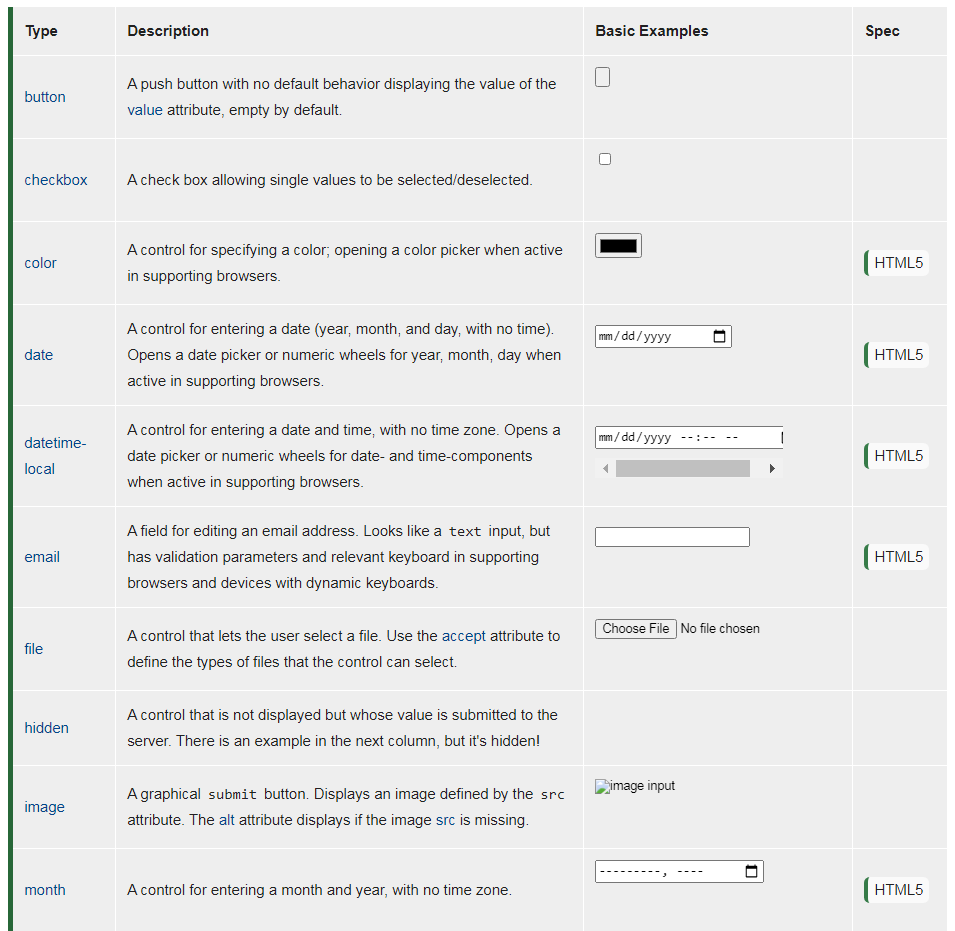 Type Description Basic Examples Spec
button
A push button with no default behavior displaying the value of the
value attribute, empty by default.
checkbox
A check box allowing single values to be selected/deselected.
color
A control for specifying a color; opening a color picker when active
in supporting browsers.
HTML5
date
A control for entering a date (year, month, and day, with no time).
Opens a date picker or numeric wheels for year, month, day when
active in supporting browsers.
mm/dd/yyyy
HTML5
datetime-
local
A control for entering a date and time, with no time zone. Opens a
date picker or numeric wheels for date- and time-components
when active in supporting browsers.
mm/dd/yyyy --:-- --
HTML5
email
A field for editing an email address. Looks like a text input, but
has validation parameters and relevant keyboard in supporting
browsers and devices with dynamic keyboards.
HTML5
file
A control that lets the user select a file. Use the accept attribute to
define the types of files that the control can select.
Choose File No file chosen
hidden
A control that is not displayed but whose value is submitted to the
server. There is an example in the next column, but it's hidden!
image
A graphical submit button. Displays an image defined by the src
attribute. The alt attribute displays if the image src is missing.
image input
month
A control for entering a month and year, with no time zone.
---------, ----
HTML5